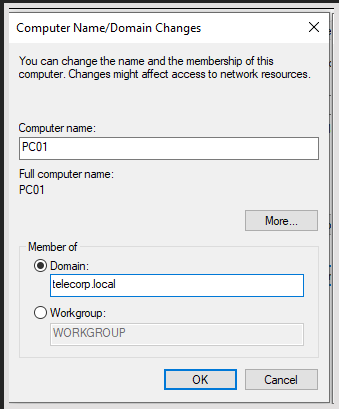 Computer Name/Domain Changes
You can change the name and the membership of this
computer. Changes might affect access to network resources.
Computer name:
PC01
Full computer name:
PC01
More...
Member of
Domain:
telecorp.local
Workgroup:
WORKGROUP
OK
Cancel